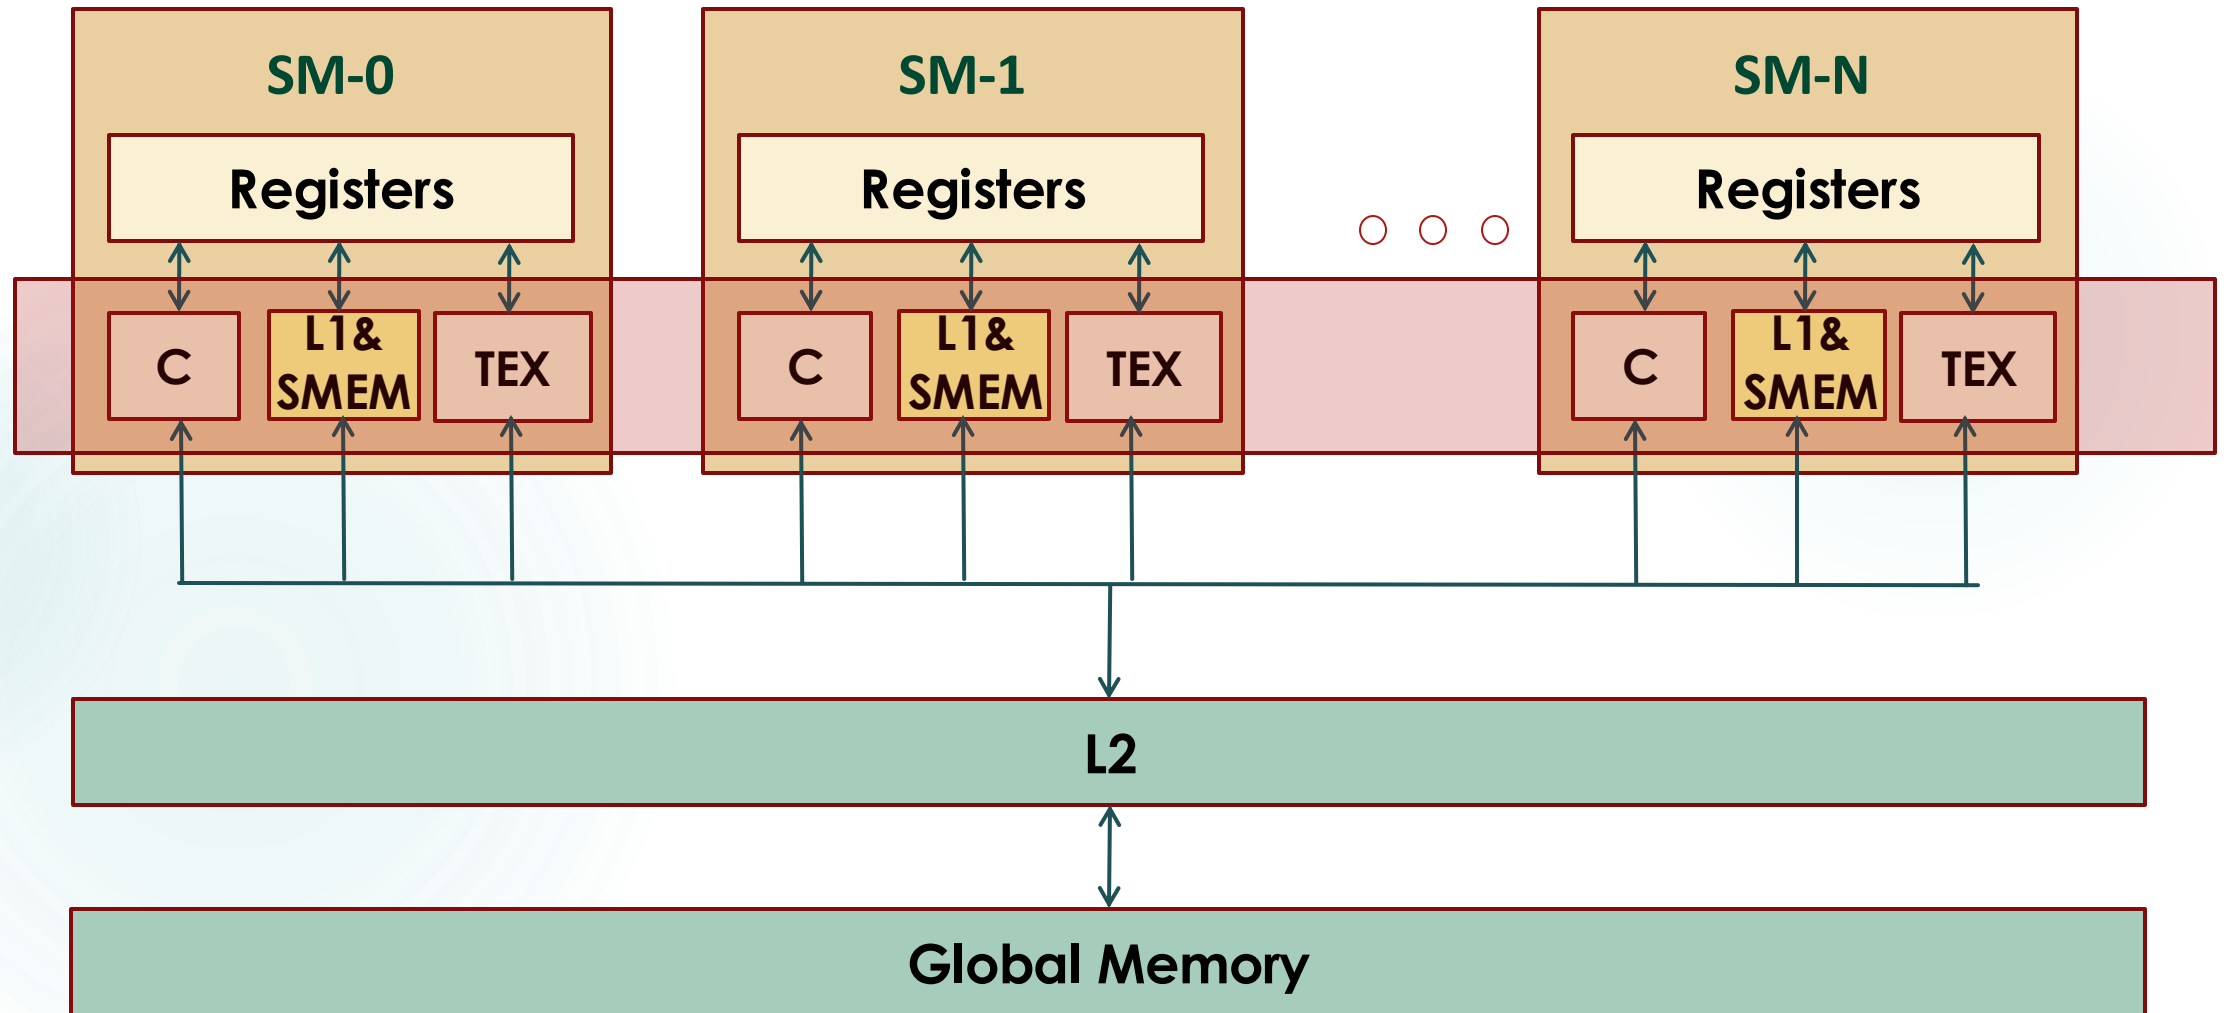 SM-0
Registers
C
L1&
SMEM
TEX
SM-1
Registers
C
L1&
SMEM
TEX
SM-N
Registers
C
L1&
SMEM
TEX
L2
Global Memory